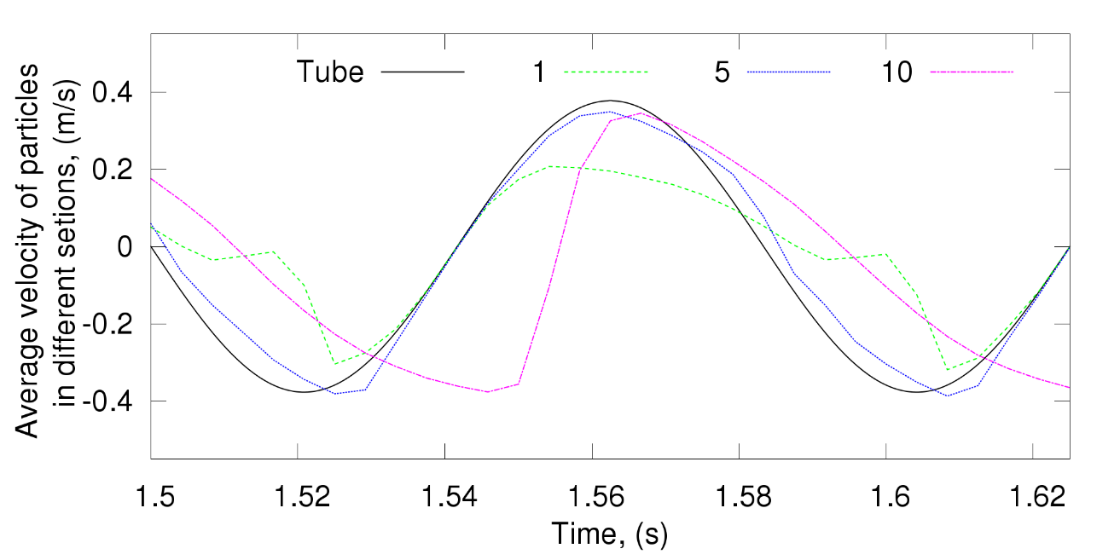 Average velocity of particles
in different setions, (m/s)
Tube 1 5 10
0.4
0.2
0
-0.2
-0.4
1.5 1.52 1.54 1.56 1.58 1.6 1.62
Time, (s)